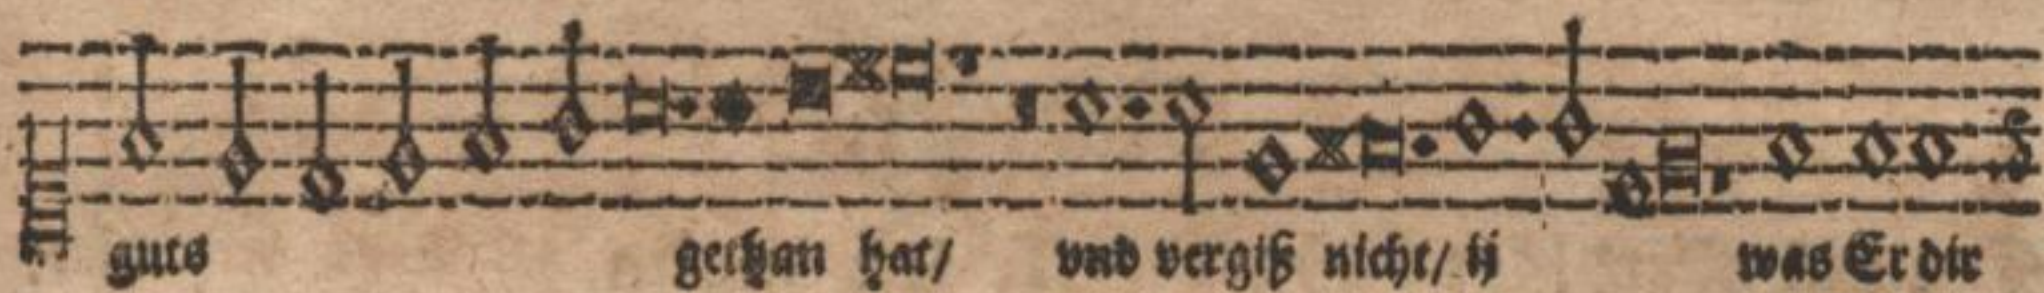 guts gethan hat/ vnd vergiß nicht/ ij was Er dir